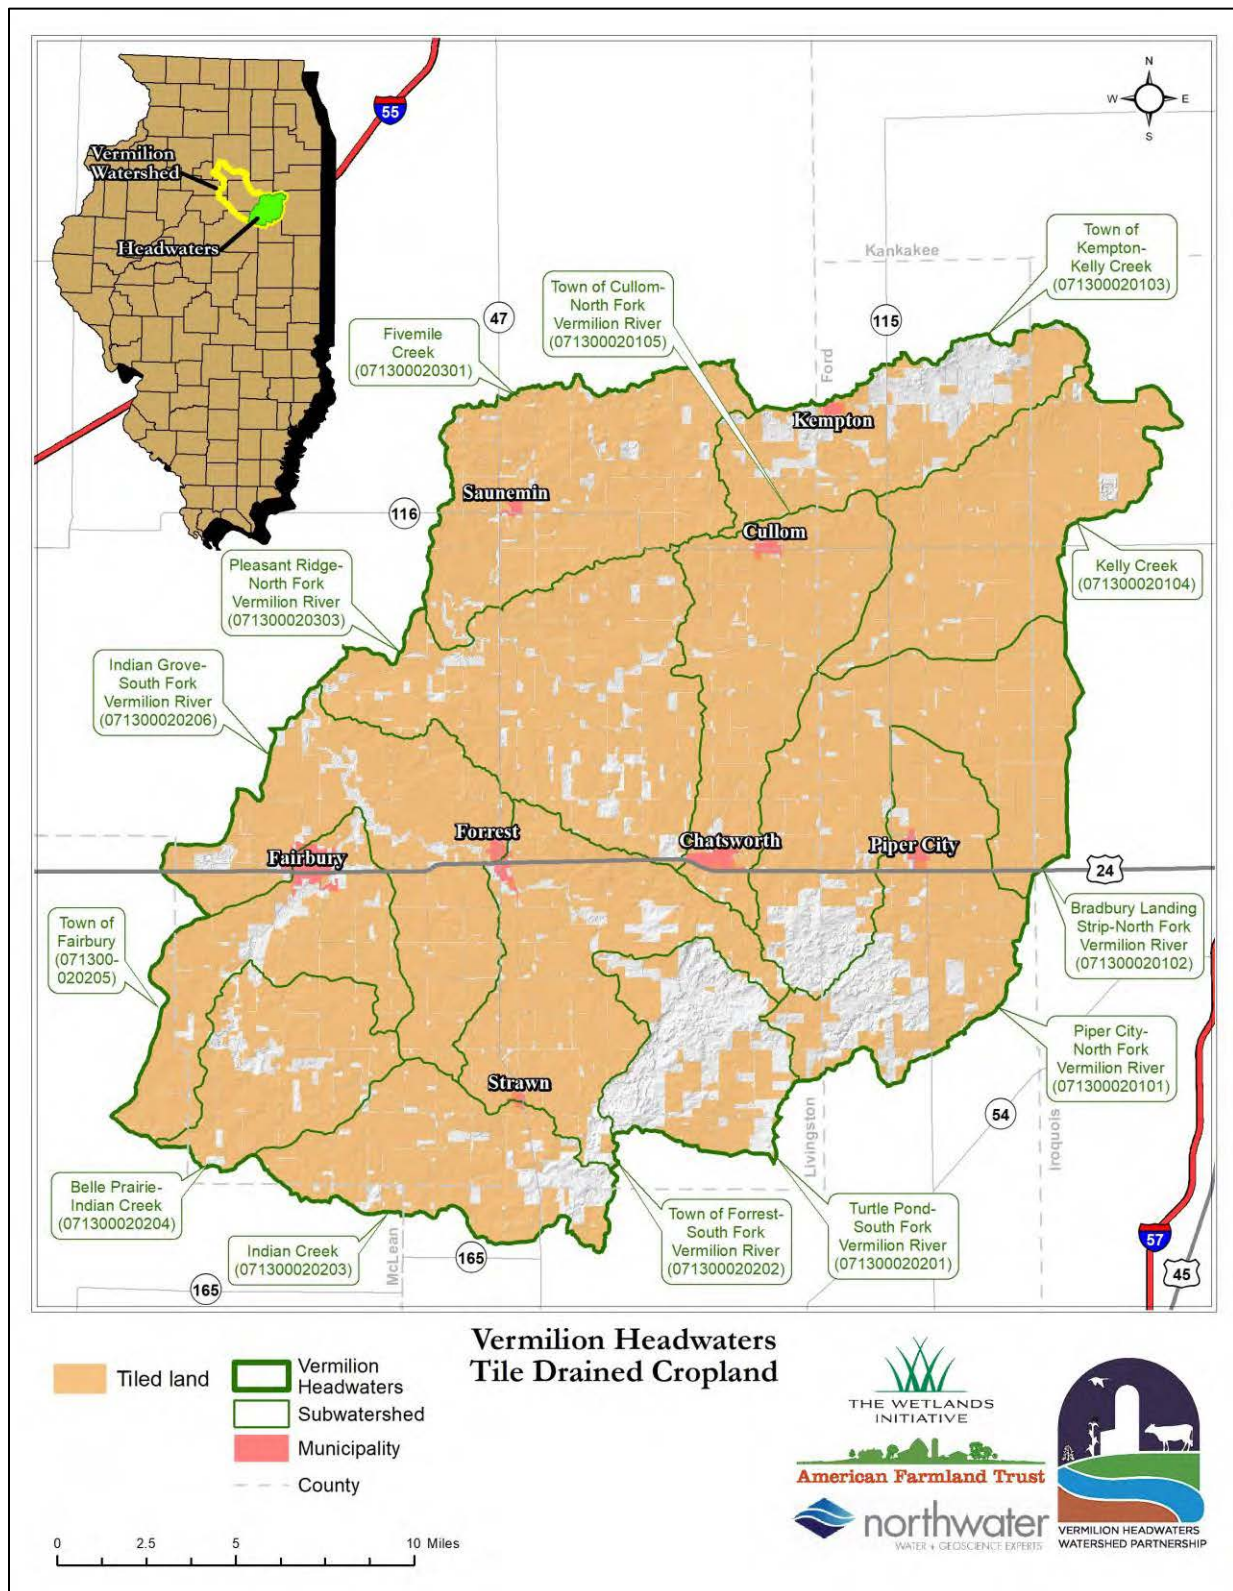 Vermilion
Watershed
Headwaters
55
N
W
E
S
Kankakee
Town of
Kempton-
Kelly Creek
(071300020103)
Town of Cullom-
North Fork
Vermilion River
(071300020105)
47
115
Fivemile
Creek
(071300020301)
Ford
Kempton
Saunemin
116
Cullom
Pleasant Ridge-
North Fork
Vermilion River
(071300020303)
Kelly Creek
(071300020104)
Indian Grove-
South Fork
Vermilion River
(071300020206)
Forrest
Chatsworth
Piper City
Fairbury
24
Town of
Fairbury
(071300-
020205)
Bradbury Landing
Strip-North Fork
Vermilion River
(071300020102)
Piper City-
North Fork
Vermilion River
(071300020101)
Strawn
54
Livingston
Iroquois
Belle Prairie-
Indian Creek
(071300020204)
Indian Creek
(071300020203)
McLean
165
165
Town of Forrest-
South Fork
Vermilion River
(071300020202)
Turtle Pond-
South Fork
Vermilion River
(071300020201)
57
45
Vermilion Headwaters
Tile Drained Cropland
Tiled land
Vermilion
Headwaters
Subwatershed
Municipality
County
0 2.5 5 10 Miles
THE WETLANDS
INITIATIVE
American Farmland Trust
northwater
WATER + GEOSCIENCE EXPERTS
VERMILION HEADWATERS
WATERSHED PARTNERSHIP